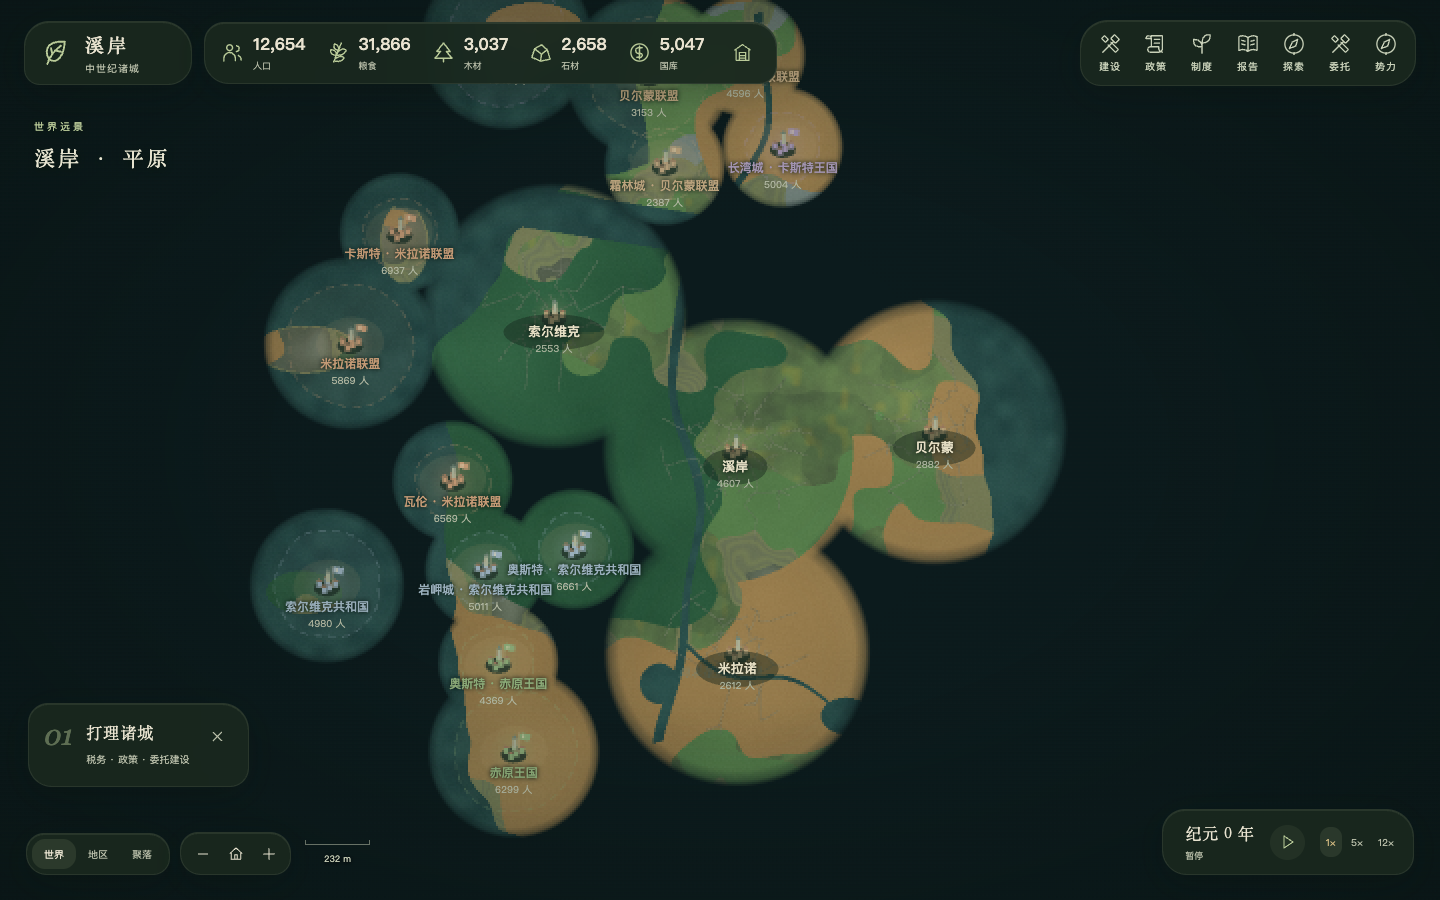 溪岸
中世纪诸城
12,654
人口
31,866
粮食
3,037
木材
2,658
石材
5,047
国库
建设
政策
制度
报告
探索
委托
势力
世界远景
溪岸 · 平原
联盟
4596 人
贝尔蒙联盟
3153 人
长湾城 · 卡斯特王国
5004 人
霜林城 · 贝尔蒙联盟
2387 人
卡斯特 · 米拉诺联盟
6937 人
索尔维克
2553 人
米拉诺联盟
5869 人
贝尔蒙
2882 人
溪岸
4607 人
瓦伦 · 米拉诺联盟
6569 人
奥斯特 · 索尔维克共和国
6661 人
岩岬城 · 索尔维克共和国
5011 人
索尔维克共和国
4980 人
米拉诺
2612 人
奥斯特 · 赤原王国
4369 人
赤原王国
6299 人
01
打理诸城
税务 · 政策 · 委托建设
世界
地区
聚落
232 m
纪元 0 年
暂停
1×
5×
12×